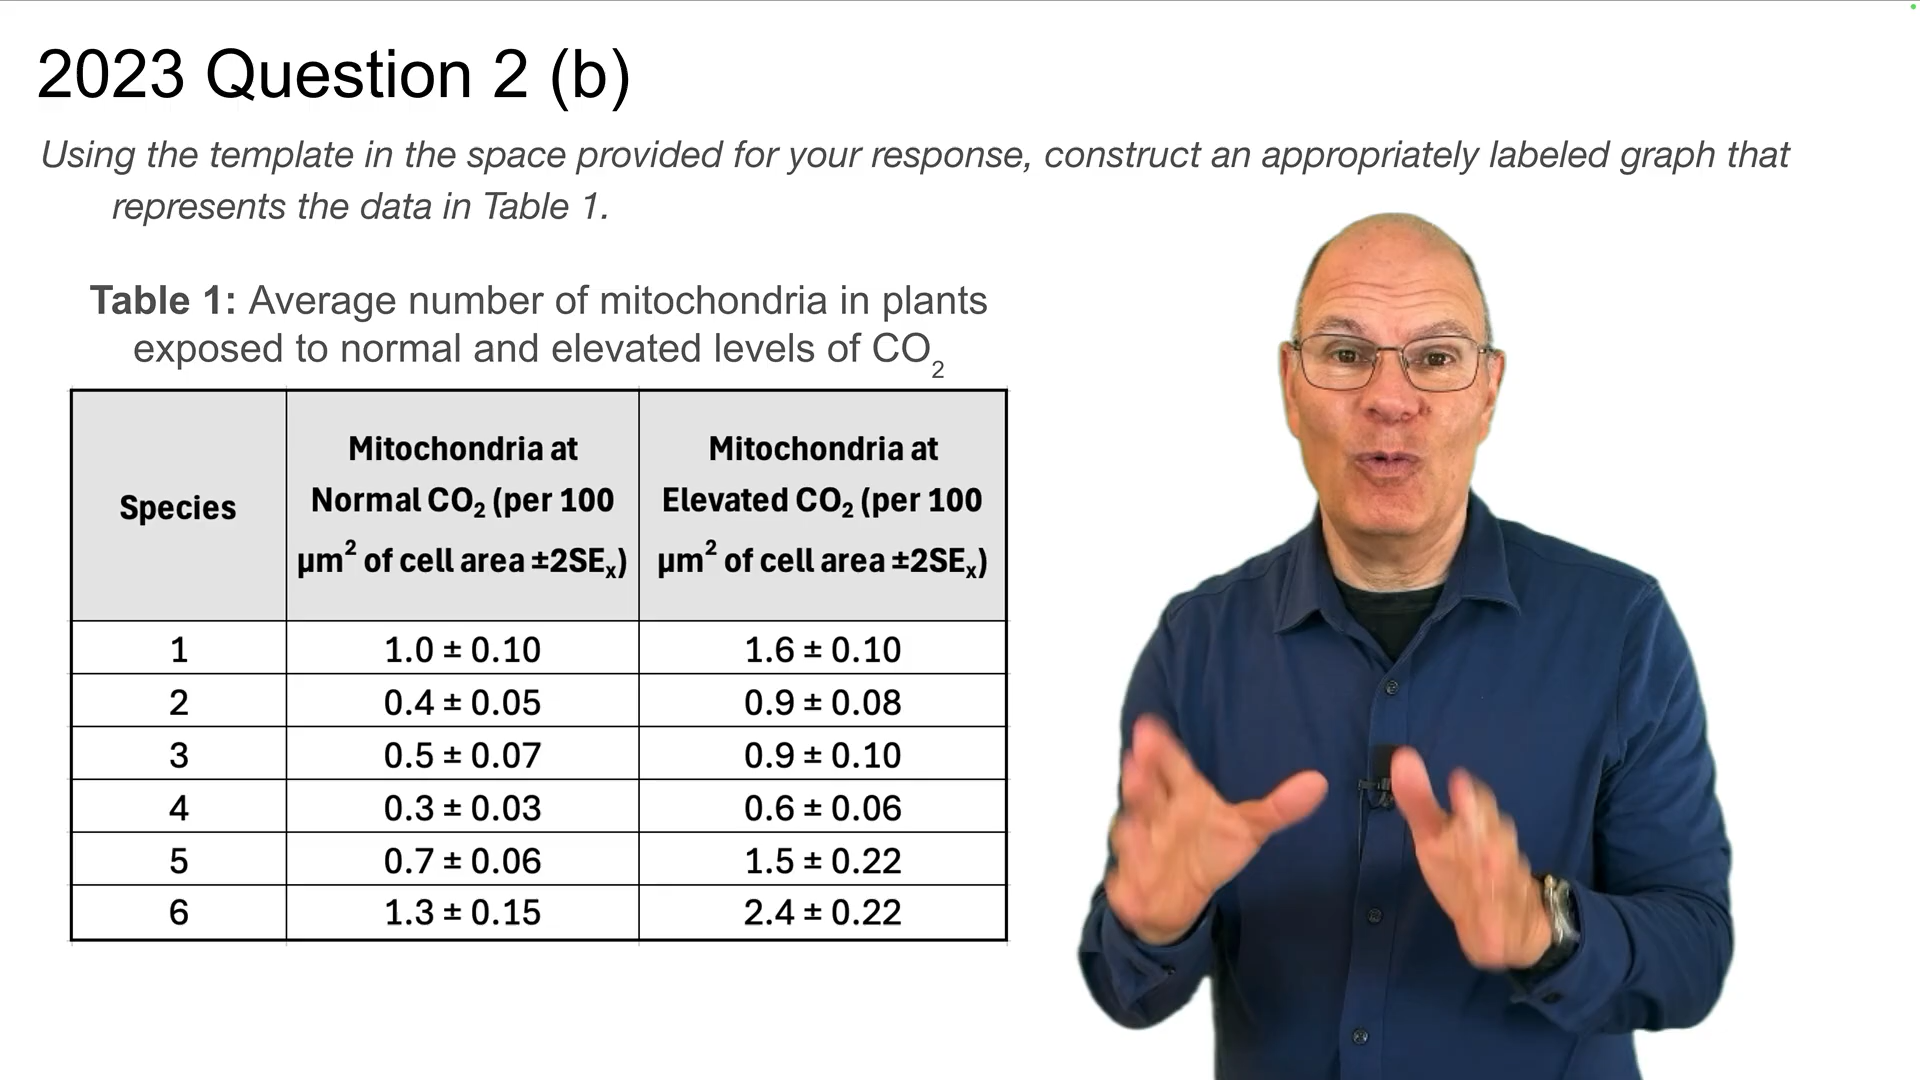 2023 Question 2 (b)
Using the template in the space provided for your response, construct an appropriately labeled graph that
represents the data in Table 1.
Table 1: Average number of mitochondria in plants
exposed to normal and elevated levels of CO₂
Species
Mitochondria at
Normal CO₂ (per 100
µm² of cell area ±2SEₓ)
Mitochondria at
Elevated CO₂ (per 100
µm² of cell area ±2SEₓ)
1 1.0 ± 0.10 1.6 ± 0.10
2 0.4 ± 0.05 0.9 ± 0.08
3 0.5 ± 0.07 0.9 ± 0.10
4 0.3 ± 0.03 0.6 ± 0.06
5 0.7 ± 0.06 1.5 ± 0.22
6 1.3 ± 0.15 2.4 ± 0.22